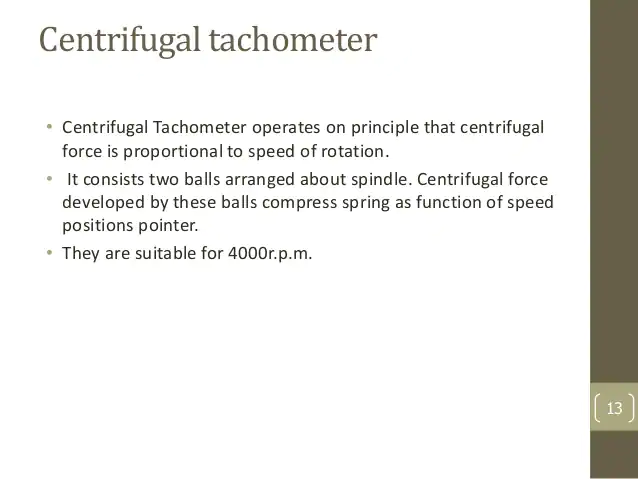 Centrifugal tachometer
• Centrifugal Tachometer operates on principle that centrifugal
force is proportional to speed of rotation.
• It consists two balls arranged about spindle. Centrifugal force
developed by these balls compress spring as function of speed
positions pointer.
• They are suitable for 4000r.p.m.
13